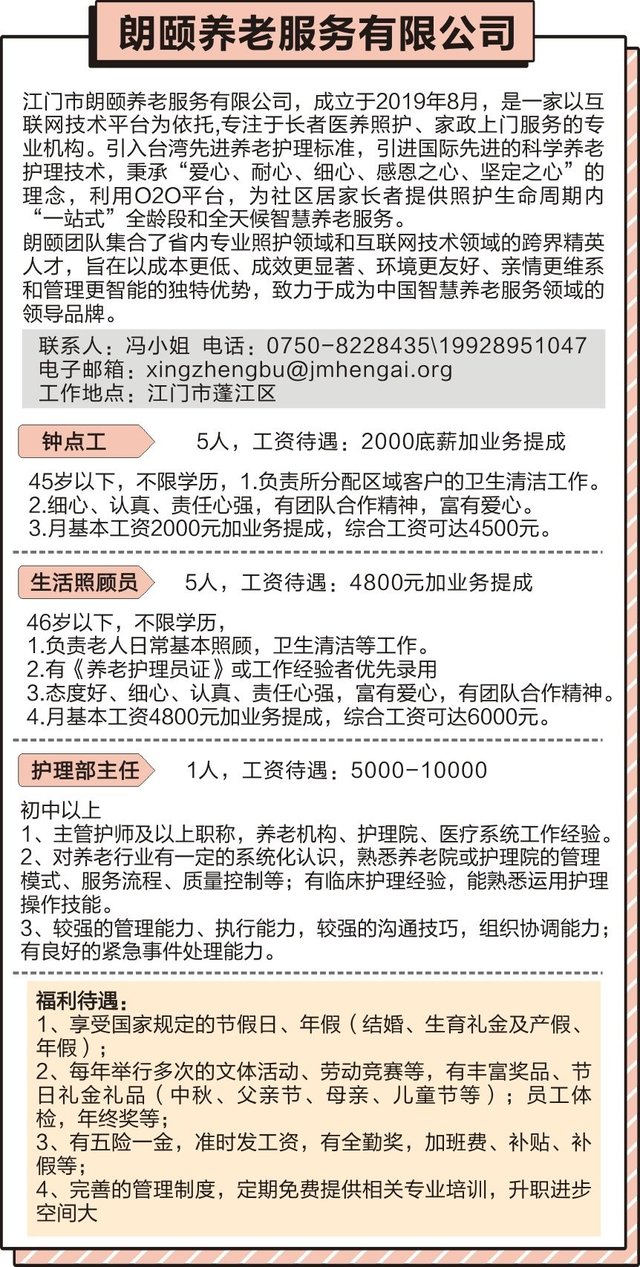 朗颐养老服务有限公司
江门市朗颐养老服务有限公司，成立于2019年8月，是一家以互
联网技术平台为依托,专注于长者医养照护、家政上门服务的专
业机构。引入台湾先进养老护理标准，引进国际先进的科学养老
护理技术，秉承“爱心、耐心、细心、感恩之心、坚定之心”的
理念，利用O2O平台，为社区居家长者提供照护生命周期内
“一站式”全龄段和全天候智慧养老服务。
朗颐团队集合了省内专业照护领域和互联网技术领域的跨界精英
人才，旨在以成本更低、成效更显著、环境更友好、亲情更维系
和管理更智能的独特优势，致力于成为中国智慧养老服务领域的
领导品牌。
联系人：冯小姐 电话：0750-8228435\19928951047
电子邮箱：xingzhengbu@jmhengai.org
工作地点：江门市蓬江区
钟点工 5人，工资待遇：2000底薪加业务提成
45岁以下，不限学历，1.负责所分配区域客户的卫生清洁工作。
2.细心、认真、责任心强，有团队合作精神，富有爱心。
3.月基本工资2000元加业务提成，综合工资可达4500元。
生活照顾员 5人，工资待遇：4800元加业务提成
46岁以下，不限学历，
1.负责老人日常基本照顾，卫生清洁等工作。
2.有《养老护理员证》或工作经验者优先录用
3.态度好、细心、认真、责任心强，富有爱心，有团队合作精神。
4.月基本工资4800元加业务提成，综合工资可达6000元。
护理部主任 1人，工资待遇：5000-10000
初中以上
1、主管护师及以上职称，养老机构、护理院、医疗系统工作经验。
2、对养老行业有一定的系统化认识，熟悉养老院或护理院的管理
模式、服务流程、质量控制等；有临床护理经验，能熟悉运用护理
操作技能。
3、较强的管理能力、执行能力，较强的沟通技巧，组织协调能力；
有良好的紧急事件处理能力。
福利待遇：
1、享受国家规定的节假日、年假（结婚、生育礼金及产假、
年假）；
2、每年举行多次的文体活动、劳动竞赛等，有丰富奖品、节
日礼金礼品（中秋、父亲节、母亲、儿童节等）；员工体
检，年终奖等；
3、有五险一金，准时发工资，有全勤奖，加班费、补贴、补
假等；
4、完善的管理制度，定期免费提供相关专业培训，升职进步
空间大